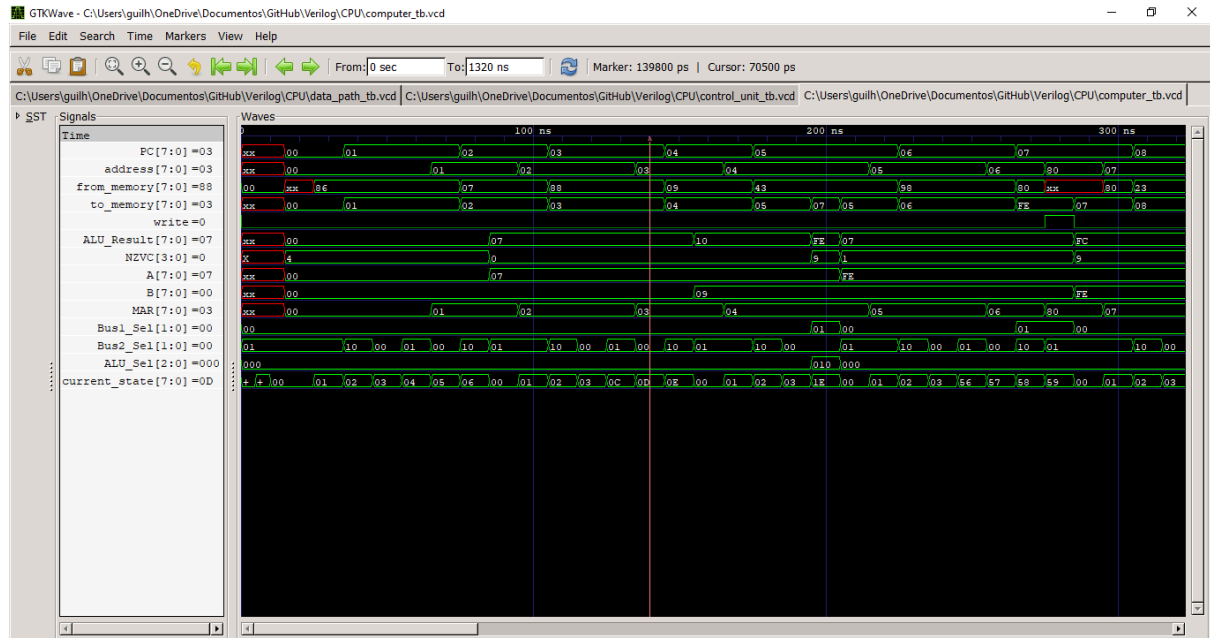 GTKWave - C:\Users\guilh\OneDrive\Documentos\GitHub\Verilog\CPU\computer_tb.vcd
File Edit Search Time Markers View Help
From: 0 sec To: 1320 ns Marker: 139800 ps | Cursor: 70500 ps
C:\Users\guilh\OneDrive\Documentos\GitHub\Verilog\CPU\data_path_tb.vcd C:\Users\guilh\OneDrive\Documentos\GitHub\Verilog\CPU\control_unit_tb.vcd C:\Users\guilh\OneDrive\Documentos\GitHub\Verilog\CPU\computer_tb.vcd
SST Signals Waves
Time 0 100 ns 200 ns 300 ns
PC[7:0] =03 xx 00 01 02 03 04 05 06 07 08
address[7:0] =03 xx 00 01 02 03 04 05 06 80 07
from_memory[7:0] =88 00 xx 86 07 88 09 43 98 80 xx 80 23
to_memory[7:0] =03 xx 00 01 02 03 04 05 07 05 06 FE 07 08
write =0
ALU_Result[7:0] =07 xx 00 07 10 FE 07 FC
NZVC[3:0] =0 X 4 0 9 1 9
A[7:0] =07 xx 00 07 FE
B[7:0] =00 xx 00 09 FE
MAR[7:0] =03 xx 00 01 02 03 04 05 06 80 07
Bus1_Sel[1:0] =00 00 01 00 01 00
Bus2_Sel[1:0] =00 01 10 00 01 00 10 01 10 00 01 00 10 01 10 00 01 10 00 01 00 10 01 10 00
ALU_Sel[2:0] =000 000 010 000
current_state[7:0] =0D + + 00 01 02 03 04 05 06 00 01 02 03 0C 0D 0E 00 01 02 03 1E 00 01 02 03 56 57 58 59 00 01 02 03